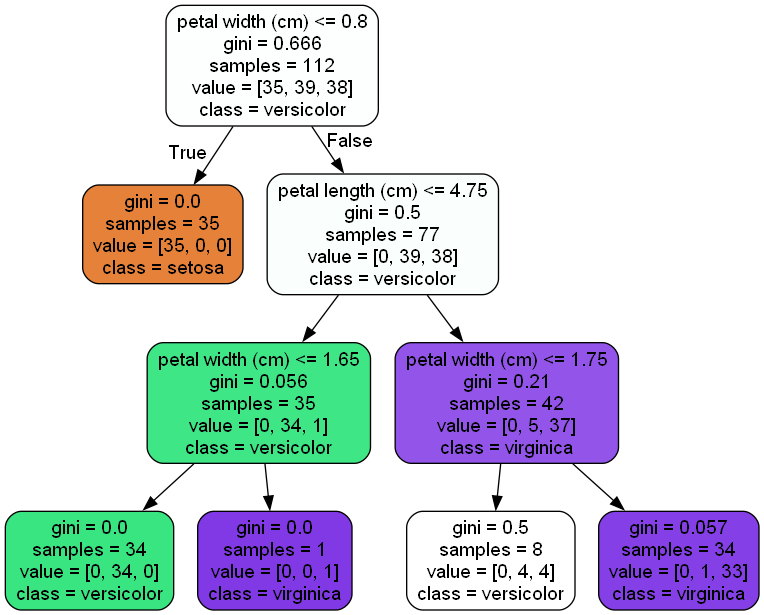 petal width (cm) <= 0.8
gini = 0.666
samples = 112
value = [35, 39, 38]
class = versicolor
True
False
gini = 0.0
samples = 35
value = [35, 0, 0]
class = setosa
petal length (cm) <= 4.75
gini = 0.5
samples = 77
value = [0, 39, 38]
class = versicolor
petal width (cm) <= 1.65
gini = 0.056
samples = 35
value = [0, 34, 1]
class = versicolor
petal width (cm) <= 1.75
gini = 0.21
samples = 42
value = [0, 5, 37]
class = virginica
gini = 0.0
samples = 34
value = [0, 34, 0]
class = versicolor
gini = 0.0
samples = 1
value = [0, 0, 1]
class = virginica
gini = 0.5
samples = 8
value = [0, 4, 4]
class = versicolor
gini = 0.057
samples = 34
value = [0, 1, 33]
class = virginica